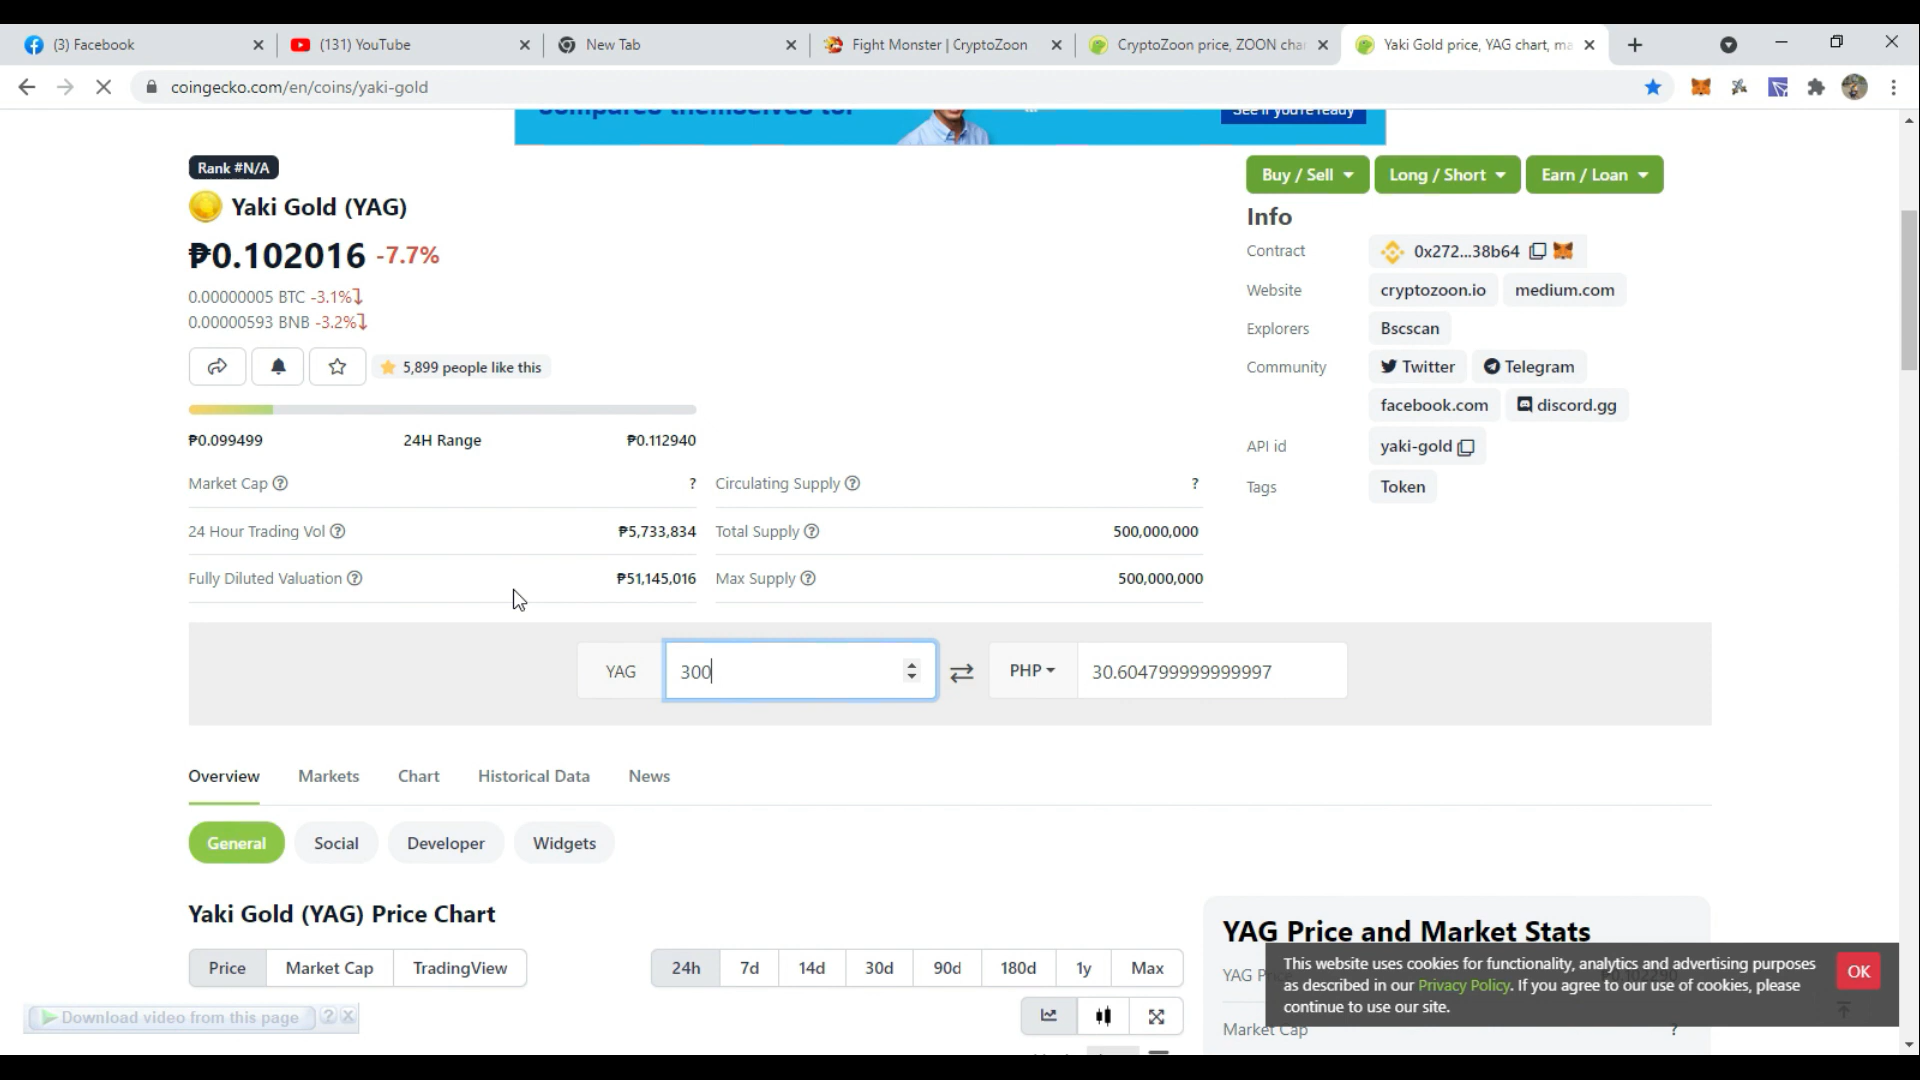 (3) Facebook
(131) YouTube
New Tab
Fight Monster | CryptoZoon
CryptoZoon price, ZOON cha
Yaki Gold price, YAG chart, ma
coingecko.com/en/coins/yaki-gold
See if you're ready
Rank #N/A
Yaki Gold (YAG)
₱0.102016 -7.7%
0.00000005 BTC -3.1%
0.00000593 BNB -3.2%
5,899 people like this
₱0.099499 24H Range ₱0.112940
Market Cap ?
24 Hour Trading Vol ₱5,733,834
Fully Diluted Valuation ₱51,145,016
Circulating Supply ?
Total Supply 500,000,000
Max Supply 500,000,000
Buy / Sell Long / Short Earn / Loan
Info
Contract 0x272...38b64
Website cryptozoon.io medium.com
Explorers Bscscan
Community Twitter Telegram
facebook.com discord.gg
API id yaki-gold
Tags Token
YAG 300 PHP 30.604799999999997
Overview Markets Chart Historical Data News
General Social Developer Widgets
Yaki Gold (YAG) Price Chart
Price Market Cap TradingView
24h 7d 14d 30d 90d 180d 1y Max
YAG Price and Market Stats
Market Cap ?
This website uses cookies for functionality, analytics and advertising purposes
as described in our Privacy Policy. If you agree to our use of cookies, please
continue to use our site.
OK
Download video from this page